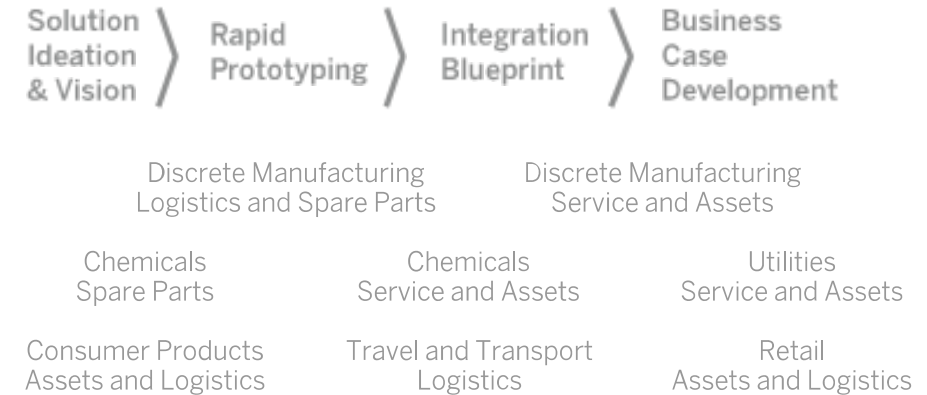 Solution
Ideation
& Vision
Rapid
Prototyping
Integration
Blueprint
Business
Case
Development
Discrete Manufacturing
Logistics and Spare Parts
Discrete Manufacturing
Service and Assets
Chemicals
Spare Parts
Chemicals
Service and Assets
Utilities
Service and Assets
Consumer Products
Assets and Logistics
Travel and Transport
Logistics
Retail
Assets and Logistics